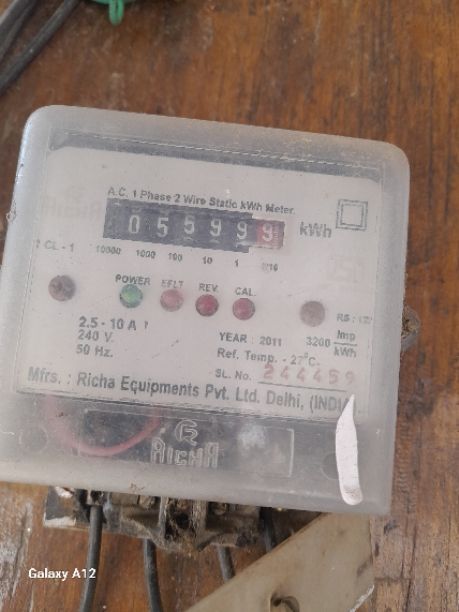 A.C. 1 Phase 2 Wire Static kWh Meter
055999 kWh
CL - 1 10000 1000 100 10 1 1/10
POWER EFLT REV. CAL.
2.5 - 10 A
240 V.
50 Hz.
YEAR : 2011 3200 Imp/kWh
Ref. Temp. - 27°C.
SL. No. 244459
Mfrs. : Richa Equipments Pvt. Ltd. Delhi,
RICHA
Galaxy A12